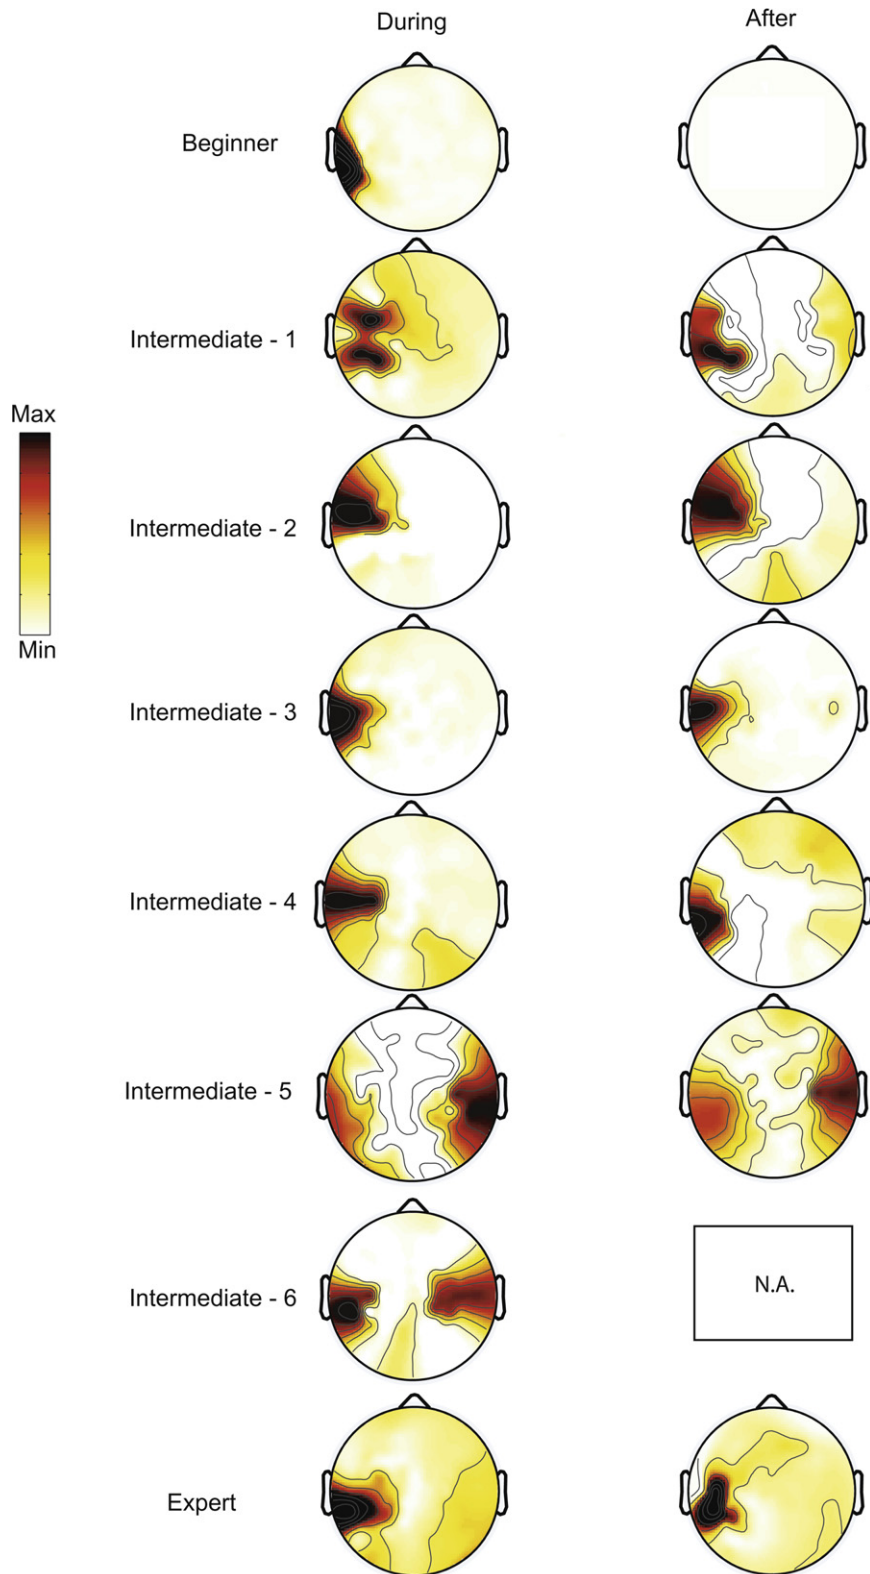 During
After
Beginner
Intermediate - 1
Max
Intermediate - 2
Min
Intermediate - 3
Intermediate - 4
Intermediate - 5
Intermediate - 6
N.A.
Expert